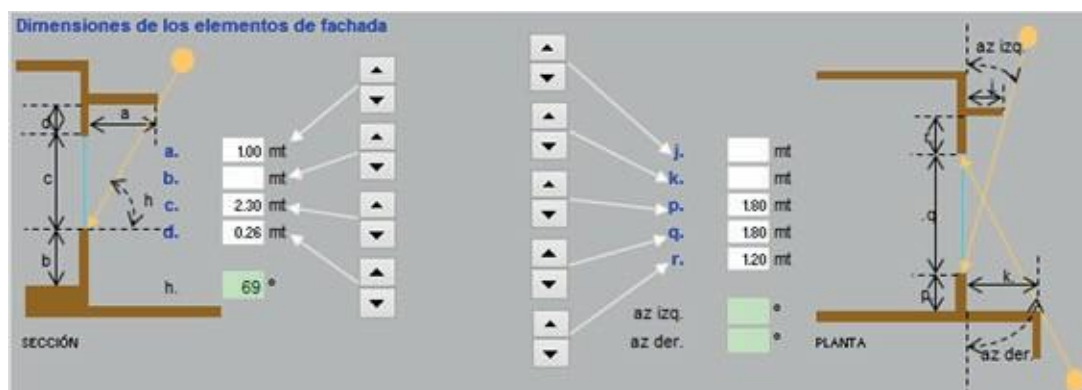 Dimensiones de los elementos de fachada
d
a
c
h
b
a. 1.00 mt
b. mt
c. 2.30 mt
d. 0.26 mt
h. 69 º
SECCIÓN
j. mt
k. mt
p. 1.80 mt
q. 1.80 mt
r. 1.20 mt
az izq. º
az der. º
PLANTA
az izq.
j
r
q.
k.
p.
az der.